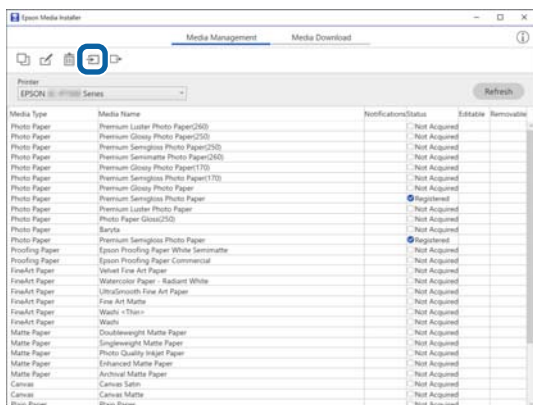 Epson Media Installer
Media Management Media Download
Printer
EPSON Series
Refresh
Media Type Media Name Notifications Status Editable Removable
Photo Paper Premium Luster Photo Paper(260) Not Acquired
Photo Paper Premium Glossy Photo Paper(250) Not Acquired
Photo Paper Premium Semigloss Photo Paper(250) Not Acquired
Photo Paper Premium Semimatte Photo Paper(260) Not Acquired
Photo Paper Premium Glossy Photo Paper(170) Not Acquired
Photo Paper Premium Semigloss Photo Paper(170) Not Acquired
Photo Paper Premium Glossy Photo Paper Not Acquired
Photo Paper Premium Semigloss Photo Paper Registered
Photo Paper Premium Luster Photo Paper Not Acquired
Photo Paper Photo Paper Gloss(250) Not Acquired
Photo Paper Baryta Not Acquired
Photo Paper Premium Semigloss Photo Paper Registered
Proofing Paper Epson Proofing Paper White Semimatte Not Acquired
Proofing Paper Epson Proofing Paper Commercial Not Acquired
FineArt Paper Velvet Fine Art Paper Not Acquired
FineArt Paper Watercolor Paper - Radiant White Not Acquired
FineArt Paper UltraSmooth Fine Art Paper Not Acquired
FineArt Paper Fine Art Matte Not Acquired
FineArt Paper Washi <Thin> Not Acquired
FineArt Paper Washi Not Acquired
Matte Paper Doubleweight Matte Paper Not Acquired
Matte Paper Singleweight Matte Paper Not Acquired
Matte Paper Photo Quality Inkjet Paper Not Acquired
Matte Paper Enhanced Matte Paper Not Acquired
Matte Paper Archival Matte Paper Not Acquired
Canvas Canvas Satin Not Acquired
Canvas Canvas Matte Not Acquired
Plain Paper Plain Paper Not Acquired